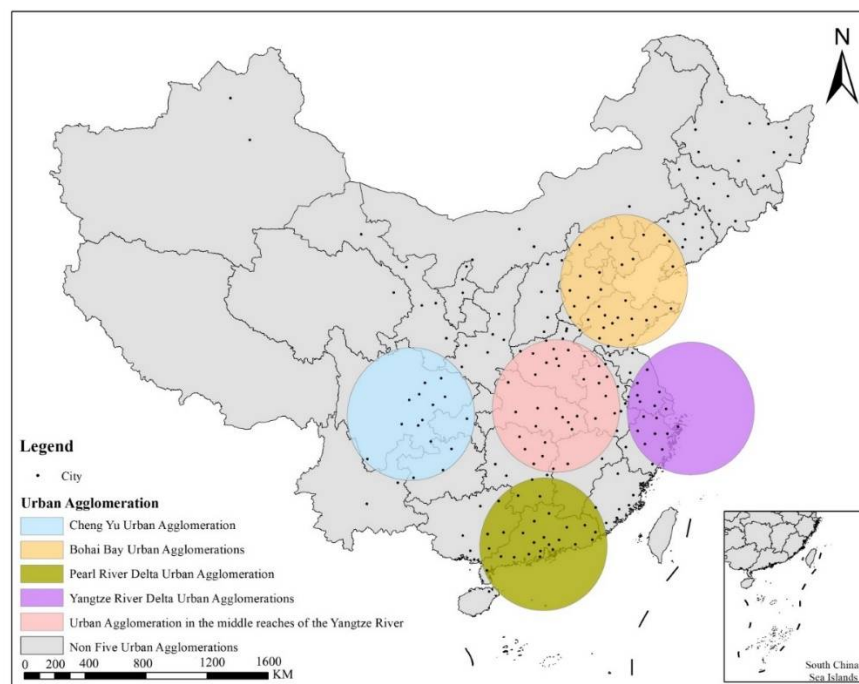 N
Legend
City
Urban Agglomeration
Cheng Yu Urban Agglomeration
Bohai Bay Urban Agglomerations
Pearl River Delta Urban Agglomeration
Yangtze River Delta Urban Agglomerations
Urban Agglomeration in the middle reaches of the Yangtze River
Non Five Urban Agglomerations
0 200 400 800 1200 1600
KM
South China
Sea Islands